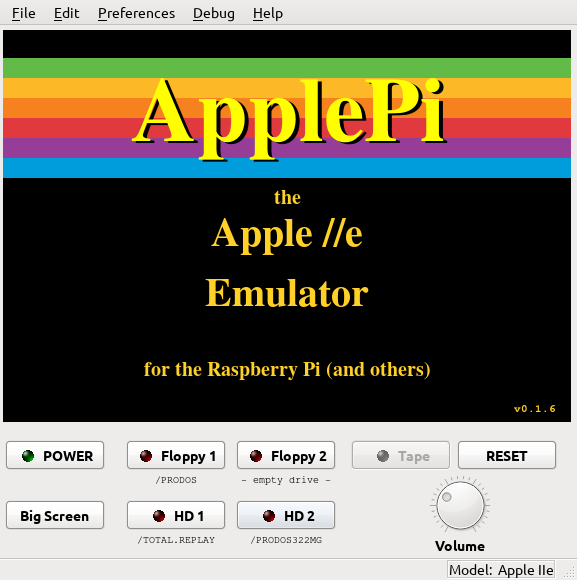 File Edit Preferences Debug Help
ApplePi
the
Apple //e
Emulator
for the Raspberry Pi (and others)
v0.1.6
POWER Floppy 1 Floppy 2 Tape RESET
/PRODOS - empty drive -
Big Screen HD 1 HD 2
/TOTAL.REPLAY /PRODOS322MG
Volume
Model: Apple IIe